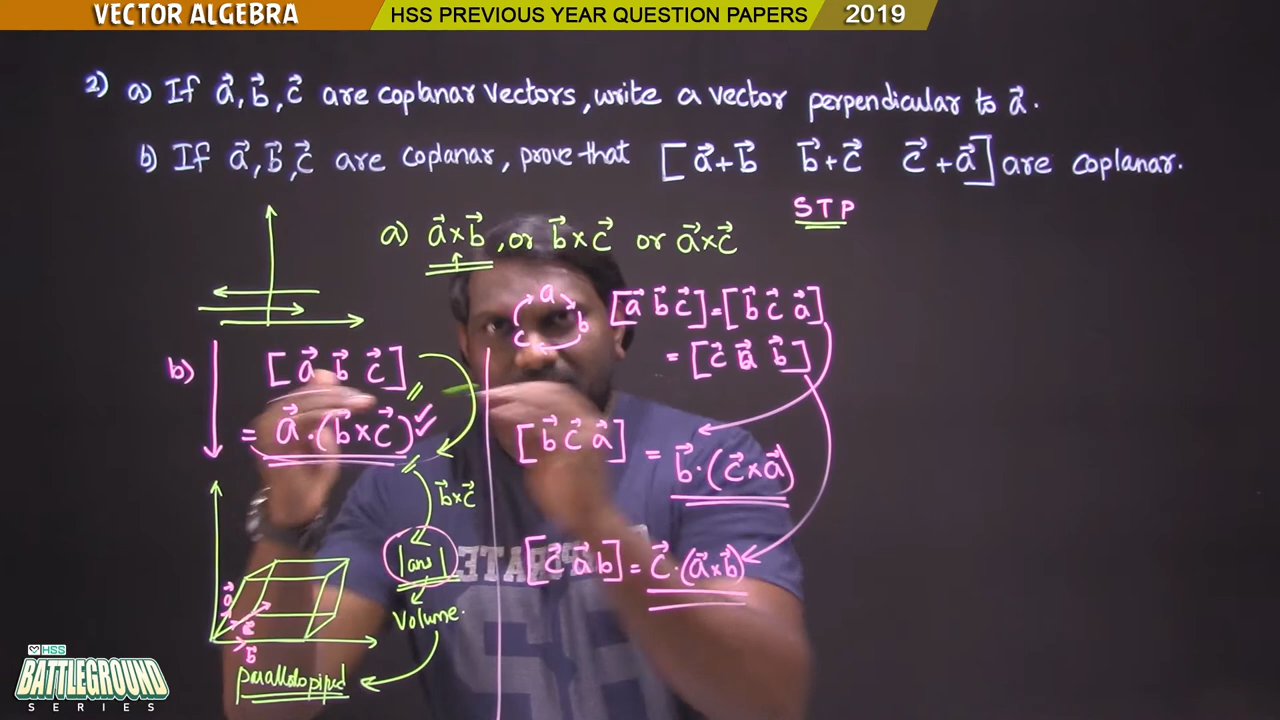 VECTOR ALGEBRA HSS PREVIOUS YEAR QUESTION PAPERS 2019
2) a) If a⃗, b⃗, c⃗ are coplanar vectors, write a vector perpendicular to a⃗.
b) If a⃗, b⃗, c⃗ are coplanar, prove that [a⃗+b⃗ b⃗+c⃗ c⃗+a⃗] are coplanar.
STP
a) a⃗×b⃗, or b⃗×c⃗ or a⃗×c⃗
a b c
[a⃗ b⃗ c⃗] = [b⃗ c⃗ a⃗]
= [c⃗ a⃗ b⃗]
b) [a⃗ b⃗ c⃗]
= a⃗·(b⃗×c⃗)
[b⃗ c⃗ a⃗] = b⃗·(c⃗×a⃗)
b⃗×c⃗
|ans|
[c⃗ a⃗ b] = c⃗·(a⃗×b⃗)
Volume.
a⃗
c⃗
b⃗
parallelopiped
HSS
BATTLEGROUND
SERIES